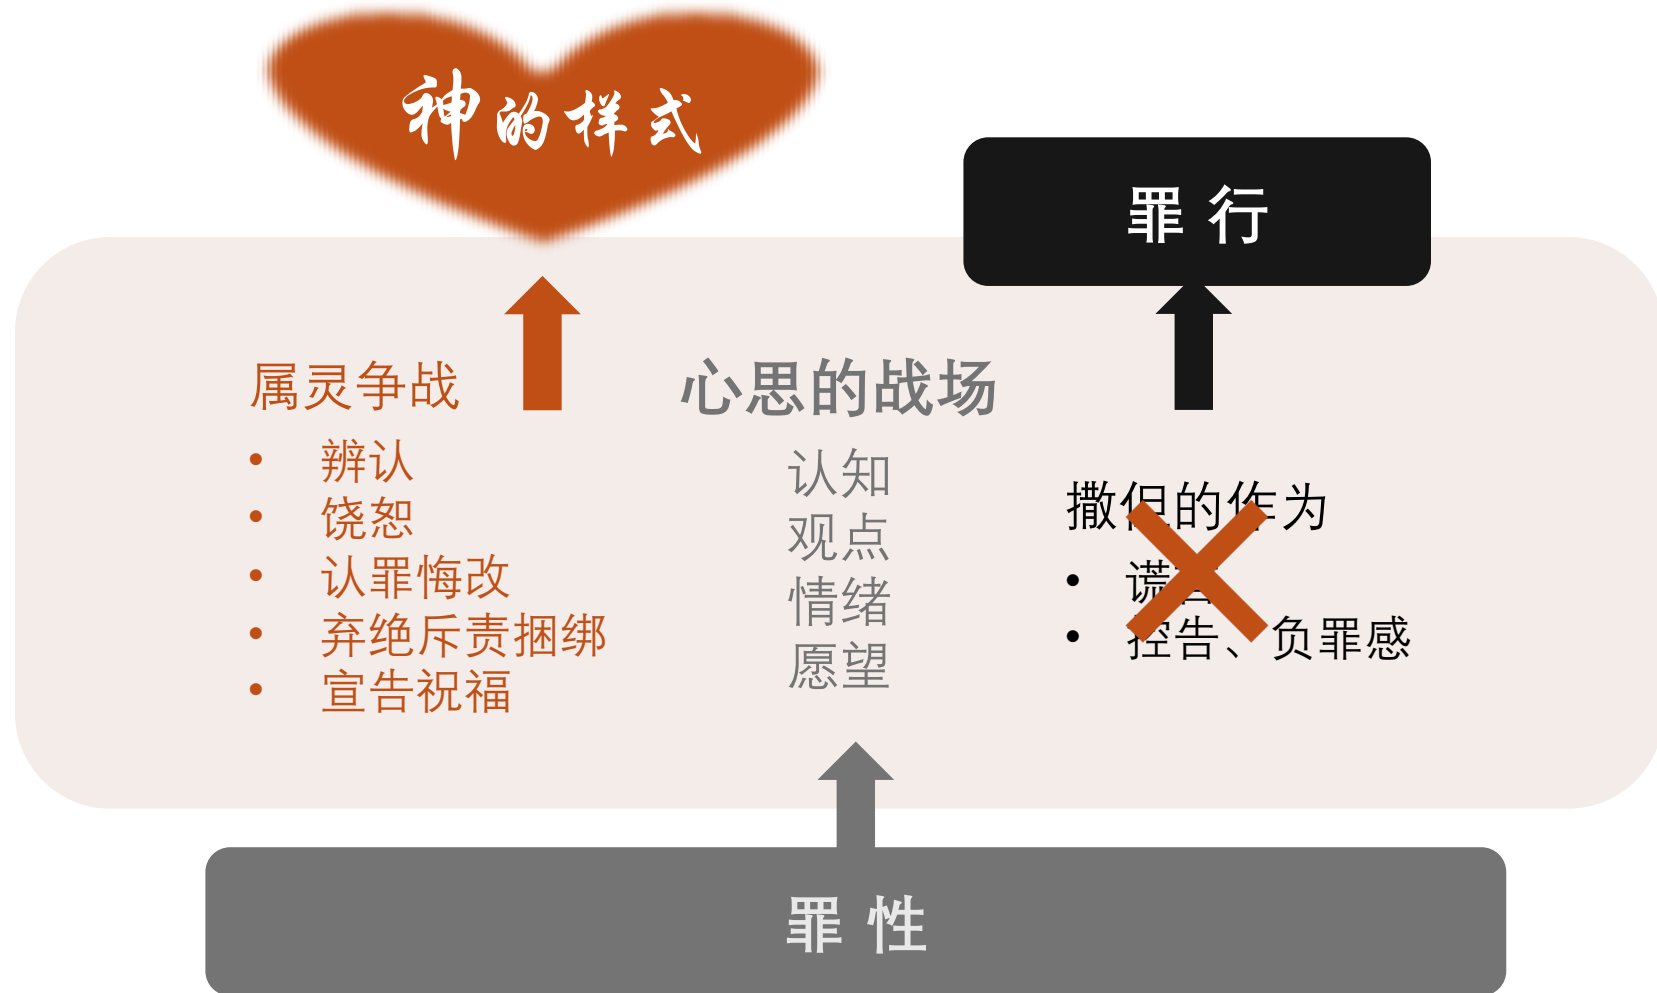 神的样式
罪行
属灵争战
• 辨认
• 饶恕
• 认罪悔改
• 弃绝斥责捆绑
• 宣告祝福
心思的战场
认知
观点
情绪
愿望
撒但的作为
• 谎言
• 控告、负罪感
罪性